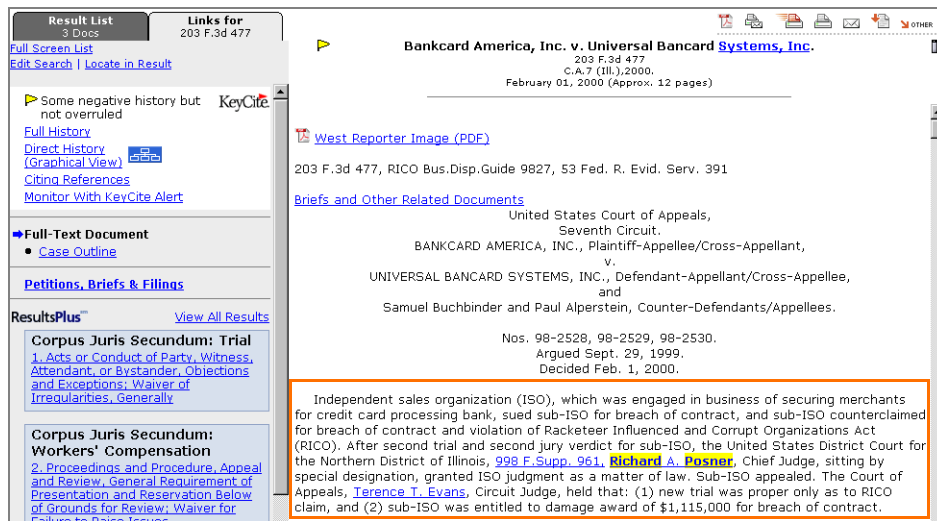 Result List
3 Docs
Links for
203 F.3d 477
OTHER
Full Screen List
Edit Search | Locate in Result
Some negative history but
not overruled
KeyCite
Full History
Direct History
(Graphical View)
Citing References
Monitor With KeyCite Alert
Full-Text Document
• Case Outline
Petitions, Briefs & Filings
ResultsPlus™
View All Results
Corpus Juris Secundum: Trial
1. Acts or Conduct of Party, Witness,
Attendant, or Bystander, Objections
and Exceptions; Waiver of
Irregularities, Generally
Corpus Juris Secundum:
Workers' Compensation
2. Proceedings and Procedure, Appeal
and Review, General Requirement of
Presentation and Reservation Below
of Grounds for Review; Waiver for
Failure to Raise Issues
Bankcard America, Inc. v. Universal Bancard Systems, Inc.
203 F.3d 477
C.A.7 (Ill.),2000.
February 01, 2000 (Approx. 12 pages)
West Reporter Image (PDF)
203 F.3d 477, RICO Bus.Disp.Guide 9827, 53 Fed. R. Evid. Serv. 391
Briefs and Other Related Documents
United States Court of Appeals,
Seventh Circuit.
BANKCARD AMERICA, INC., Plaintiff-Appellee/Cross-Appellant,
v.
UNIVERSAL BANCARD SYSTEMS, INC., Defendant-Appellant/Cross-Appellee,
and
Samuel Buchbinder and Paul Alperstein, Counter-Defendants/Appellees.
Nos. 98-2528, 98-2529, 98-2530.
Argued Sept. 29, 1999.
Decided Feb. 1, 2000.
Independent sales organization (ISO), which was engaged in business of securing merchants
for credit card processing bank, sued sub-ISO for breach of contract, and sub-ISO counterclaimed
for breach of contract and violation of Racketeer Influenced and Corrupt Organizations Act
(RICO). After second trial and second jury verdict for sub-ISO, the United States District Court for
the Northern District of Illinois, 998 F.Supp. 961, Richard A. Posner, Chief Judge, sitting by
special designation, granted ISO judgment as a matter of law. Sub-ISO appealed. The Court of
Appeals, Terence T. Evans, Circuit Judge, held that: (1) new trial was proper only as to RICO
claim, and (2) sub-ISO was entitled to damage award of $1,115,000 for breach of contract.